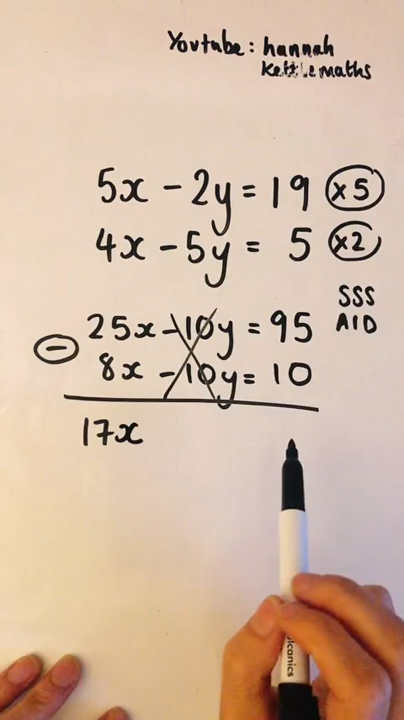 Youtube: hannah
kettlemaths
5x - 2y = 19 ×5
4x - 5y = 5 ×2
SSS
25x - 10y = 95 AID
- 8x - 10y = 10
17x